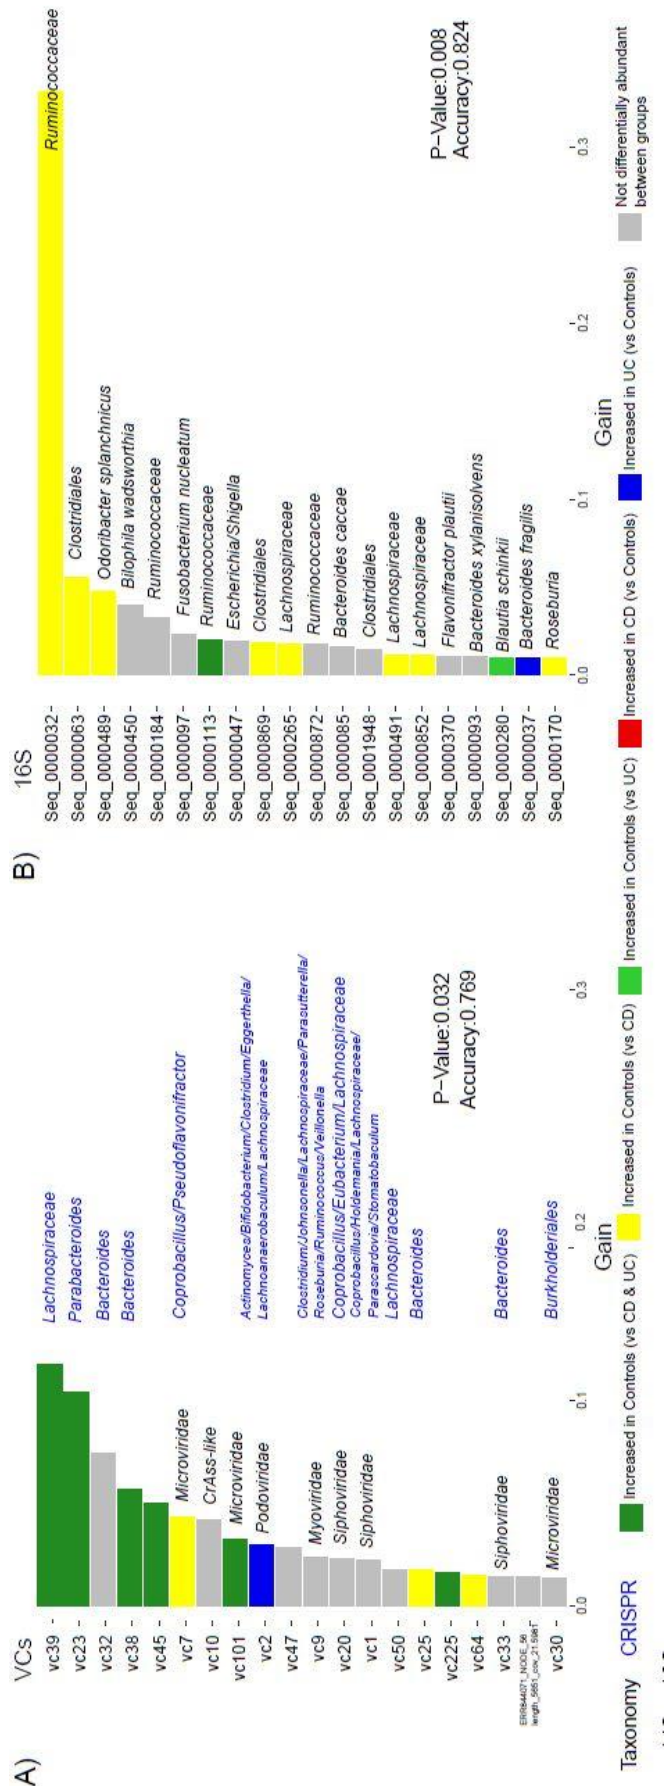 A)
VCs
vc39
Lachnospiraceae
vc23
Parabacteroides
vc32
Bacteroides
vc38
Bacteroides
vc45
vc7
Microviridae
Coprobacillus/Pseudoflavonifractor
vc10
CrAss-like
vc101
Microviridae
Actinomyces/Bifidobacterium/Clostridium/Eggerthella/
Lachnoanaerobaculum/Lachnospiraceae
vc2
Podoviridae
vc47
Clostridium/Johnsonella/Lachnospiraceae/Parasutterella/
Roseburia/Ruminococcus/Veillonella
vc9
Myoviridae
vc20
Siphoviridae
Coprobacillus/Eubacterium/Lachnospiraceae
vc1
Siphoviridae
Coprobacillus/Holdemania/Lachnospiraceae/
Parascardovia/Stomatobaculum
vc50
Lachnospiraceae
vc25
Bacteroides
vc225
vc64
vc33
Siphoviridae
Bacteroides
ERR844071_NODE_56
vc30
Microviridae
Burkholderiales
P-Value:0.032
Accuracy:0.769
0.0
0.1
0.2
0.3
Gain
B)
16S
Seq_0000032
Ruminococcaceae
Seq_0000063
Clostridiales
Seq_0000489
Odoribacter splanchnicus
Seq_0000450
Bilophila wadsworthia
Seq_0000184
Ruminococcaceae
Seq_0000097
Fusobacterium nucleatum
Seq_0000113
Ruminococcaceae
Seq_0000047
Escherichia/Shigella
Seq_0000869
Clostridiales
Seq_0000265
Lachnospiraceae
Seq_0000872
Ruminococcaceae
Seq_0000085
Bacteroides caccae
Seq_0001948
Clostridiales
Seq_0000491
Lachnospiraceae
Seq_0000852
Lachnospiraceae
Seq_0000370
Flavonifractor plautii
Seq_0000093
Bacteroides xylanisolvens
Seq_0000280
Blautia schinkii
Seq_0000037
Bacteroides fragilis
Seq_0000170
Roseburia
P-Value:0.008
Accuracy:0.824
0.0
0.1
0.2
0.3
Gain
Taxonomy CRISPR
Increased in Controls (vs CD & UC)
Increased in Controls (vs CD)
Increased in Controls (vs UC)
Increased in CD (vs Controls)
Increased in UC (vs Controls)
Not differentially abundant
between groups